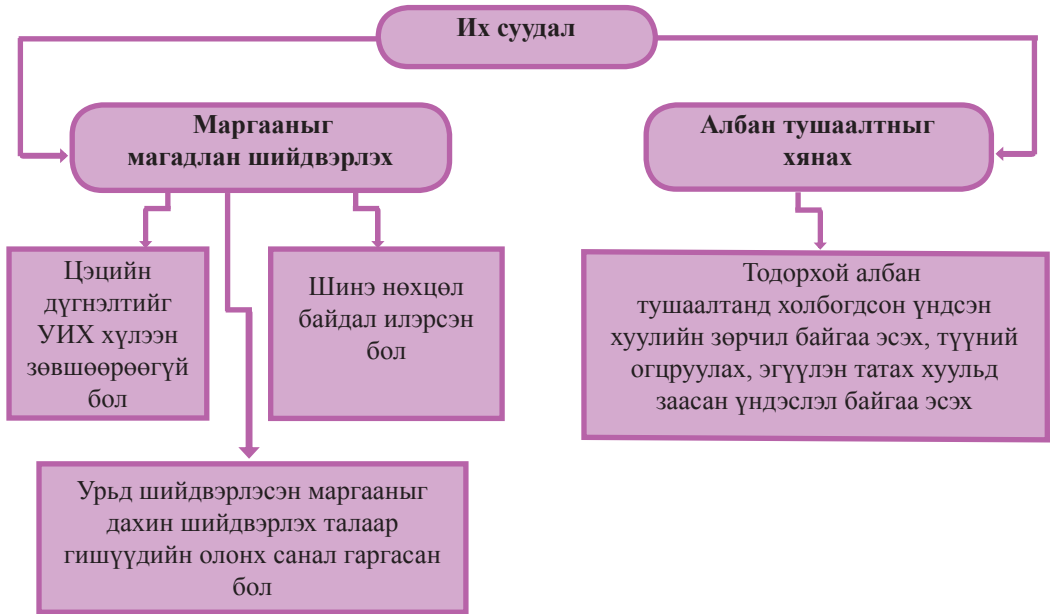 Их суудал
Маргааныг
магадлан шийдвэрлэх
Албан тушаалтныг
хянах
Цэцийн
дүгнэлтийг
УИХ хүлээн
зөвшөөрөөгүй
бол
Шинэ нөхцөл
байдал илэрсэн
бол
Тодорхой албан
тушаалтанд холбогдсон үндсэн
хуулийн зөрчил байгаа эсэх, түүний
огцруулах, эгүүлэн татах хуульд
заасан үндэслэл байгаа эсэх
Урьд шийдвэрлэсэн маргааныг
дахин шийдвэрлэх талаар
гишүүдийн олонх санал гаргасан
бол